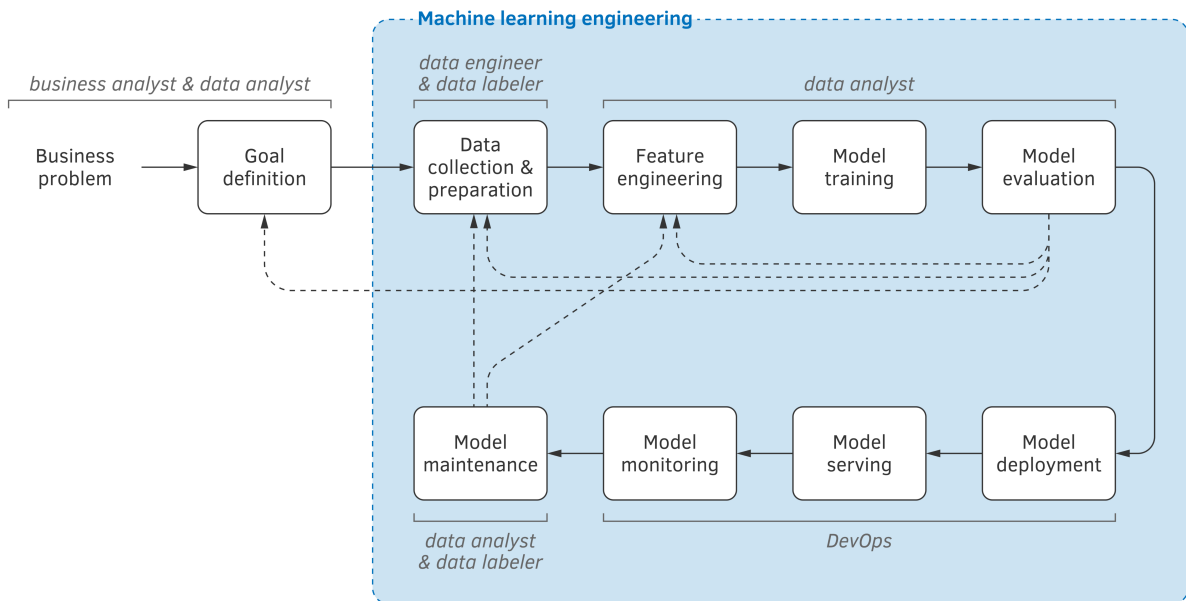 Machine learning engineering
business analyst & data analyst
data engineer
& data labeler
data analyst
Business
problem
Goal
definition
Data
collection &
preparation
Feature
engineering
Model
training
Model
evaluation
Model
maintenance
Model
monitoring
Model
serving
Model
deployment
data analyst
& data labeler
DevOps